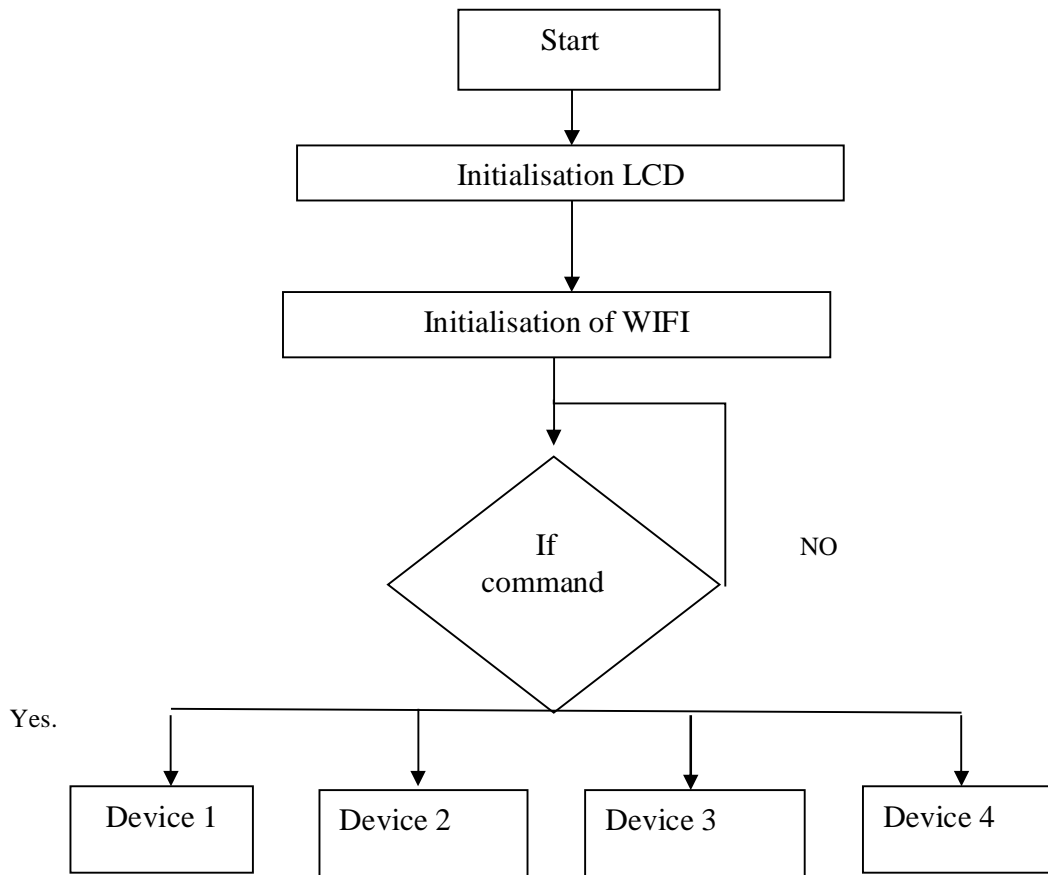 Start
Initialisation LCD
Initialisation of WIFI
If
command
NO
Yes.
Device 1
Device 2
Device 3
Device 4